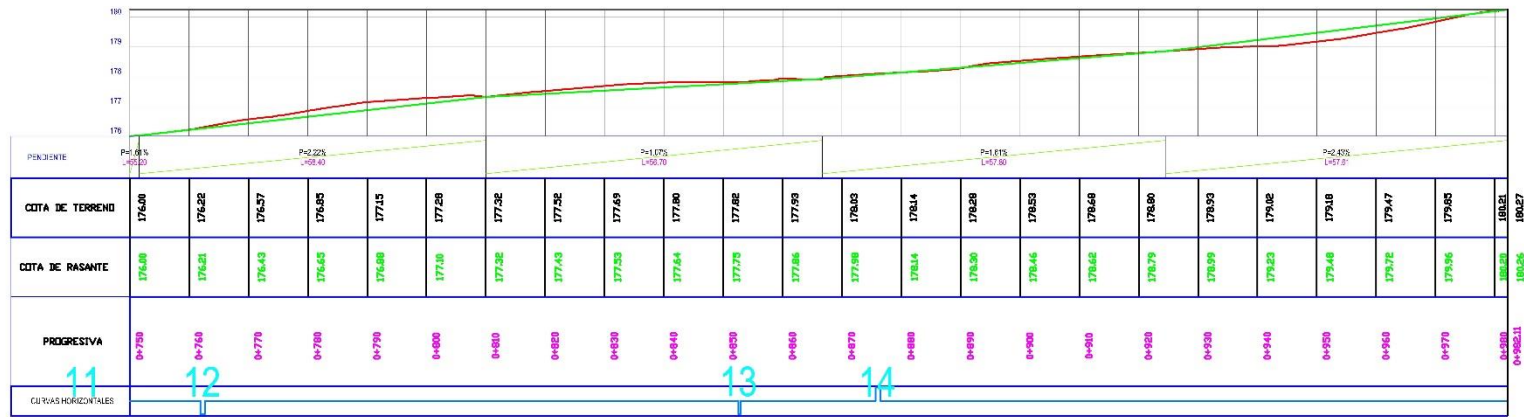 180
179
178
177
176
PENDIENTE
P=1.61% P=2.22% P=1.07% P=1.61% P=2.43%
L=58.40 L=56.70 L=57.80 L=57.61
COTA DE TERRENO 176.00 176.22 176.57 176.85 177.15 177.28 177.32 177.52 177.69 177.80 177.82 177.93 178.03 178.14 178.28 178.53 178.68 178.80 178.93 179.02 179.18 179.47 179.85 180.21 180.27
COTA DE RASANTE 176.00 176.21 176.43 176.65 176.88 177.10 177.32 177.43 177.53 177.64 177.75 177.86 177.98 178.14 178.30 178.46 178.62 178.79 178.99 179.23 179.48 179.72 179.96 180.20 180.26
PROGRESIVA 0+750 0+760 0+770 0+780 0+790 0+800 0+810 0+820 0+830 0+840 0+850 0+860 0+870 0+880 0+890 0+900 0+910 0+920 0+930 0+940 0+950 0+960 0+970 0+980 0+982.11
11 12 13 14
CURVAS HORIZONTALES